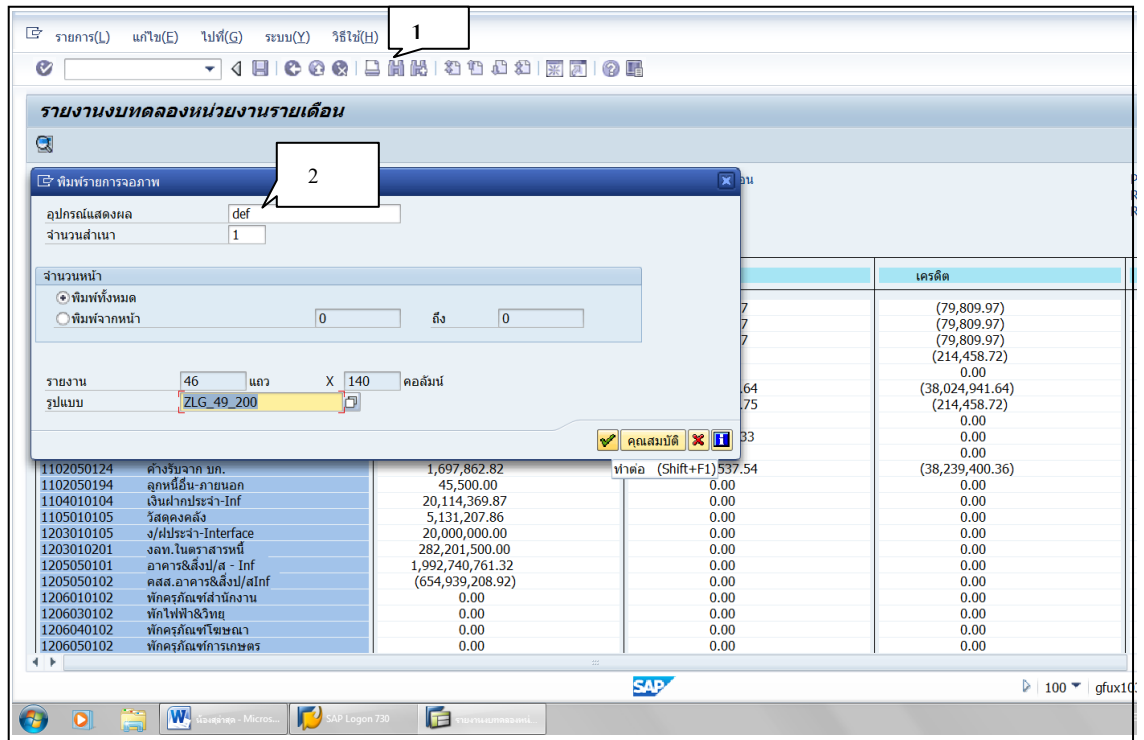 รายการ(L) แก้ไข(E) ไปที่(G) ระบบ(Y) วิธีใช้(H)
1
รายงานงบทดลองหน่วยงานรายเดือน
2
พิมพ์รายการจอภาพ
อุปกรณ์แสดงผล def
จำนวนสำเนา 1
จำนวนหน้า
พิมพ์ทั้งหมด
พิมพ์จากหน้า 0 ถึง 0
รายงาน 46 แถว X 140 คอลัมน์
รูปแบบ ZLG_49_200
คุณสมบัติ
ทำต่อ (Shift+F1)
เครดิต
7 (79,809.97)
7 (79,809.97)
7 (79,809.97)
(214,458.72)
0.00
.64 (38,024,941.64)
.75 (214,458.72)
0.00
33 0.00
0.00
1102050124 ค้างรับจาก บก. 1,697,862.82 537.54 (38,239,400.36)
1102050194 ลูกหนี้อื่น-ภายนอก 45,500.00 0.00 0.00
1104010104 เงินฝากประจำ-Inf 20,114,369.87 0.00 0.00
1105010105 วัสดุคงคลัง 5,131,207.86 0.00 0.00
1203010105 ง/ฝประจำ-Interface 20,000,000.00 0.00 0.00
1203010201 งลท.ในตราสารหนี้ 282,201,500.00 0.00 0.00
1205050101 อาคาร&สิ่งป/ส - Inf 1,992,740,761.32 0.00 0.00
1205050102 คสส.อาคาร&สิ่งป/สInf (654,939,208.92) 0.00 0.00
1206010102 พักครุภัณฑ์สำนักงาน 0.00 0.00 0.00
1206030102 พักไฟฟ้า&วิทยุ 0.00 0.00 0.00
1206040102 พักครุภัณฑ์โฆษณา 0.00 0.00 0.00
1206050102 พักครุภัณฑ์การเกษตร 0.00 0.00 0.00
SAP 100 gfux10
- Micros... SAP Logon 730